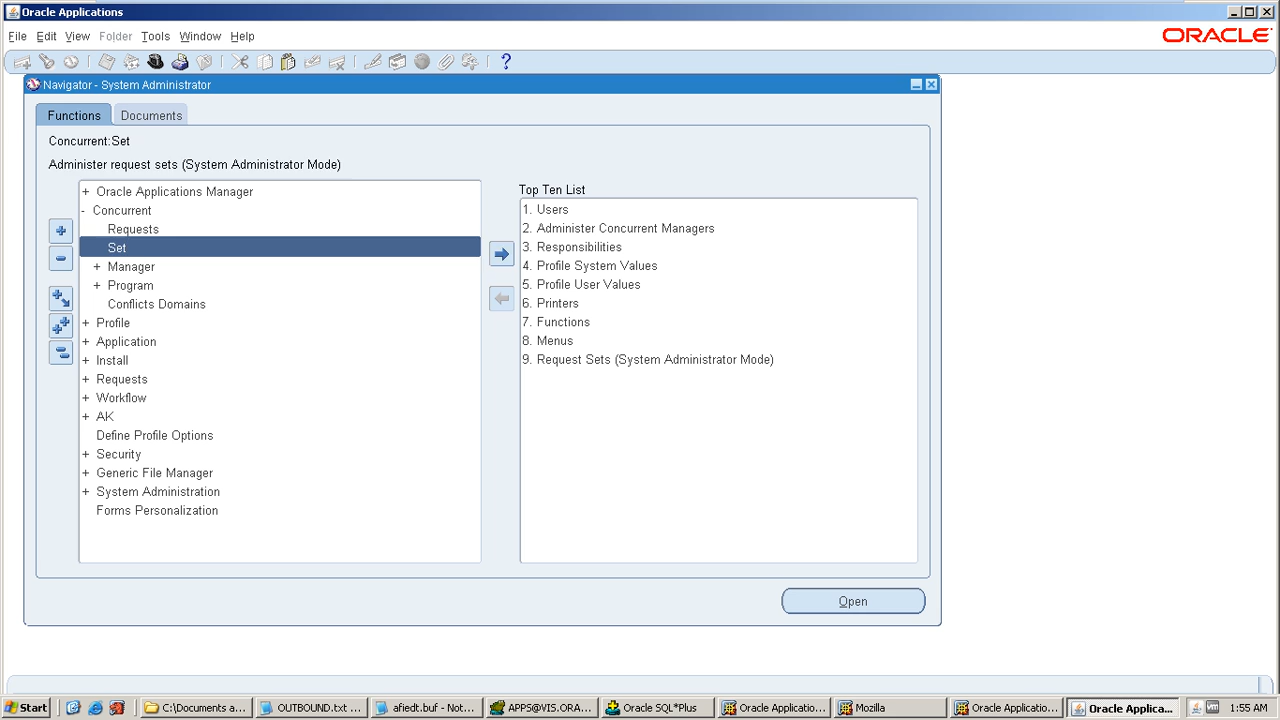 Oracle Applications
File Edit View Folder Tools Window Help
ORACLE
Navigator - System Administrator
Functions Documents
Concurrent:Set
Administer request sets (System Administrator Mode)
+ Oracle Applications Manager
- Concurrent
Requests
Set
+ Manager
+ Program
Conflicts Domains
+ Profile
+ Application
+ Install
+ Requests
+ Workflow
+ AK
Define Profile Options
+ Security
+ Generic File Manager
+ System Administration
Forms Personalization
Top Ten List
1. Users
2. Administer Concurrent Managers
3. Responsibilities
4. Profile System Values
5. Profile User Values
6. Printers
7. Functions
8. Menus
9. Request Sets (System Administrator Mode)
Open
Start C:\Documents a... OUTBOUND.txt ... afiedt.buf - Not... APPS@VIS.ORA... Oracle SQL*Plus Oracle Application... Mozilla Oracle Application... Oracle Applica... 1:55 AM